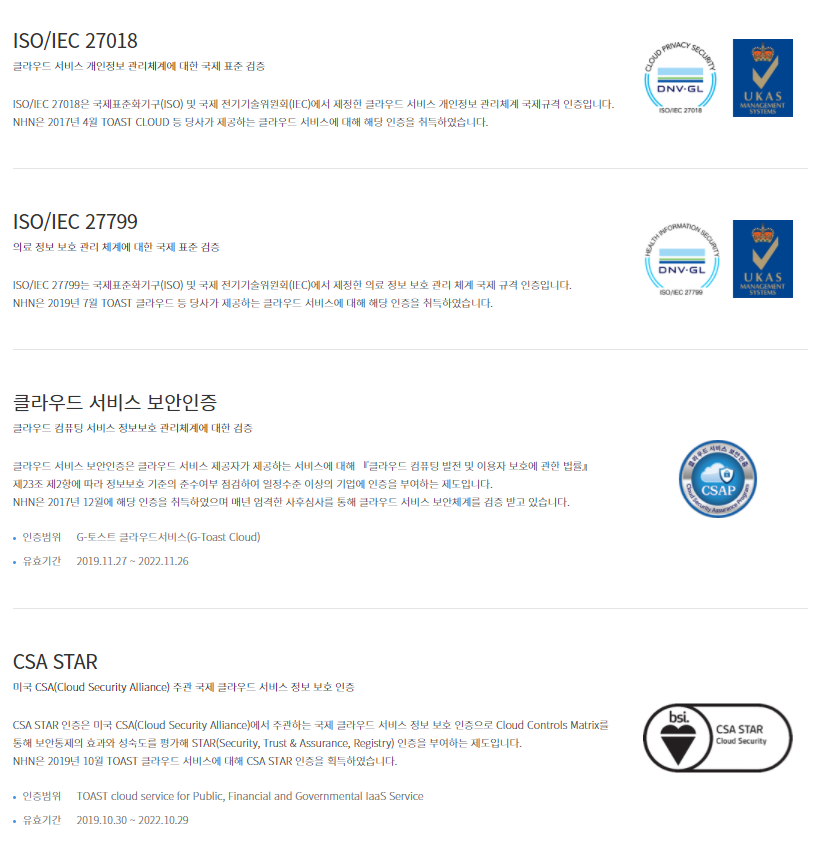 ISO/IEC 27018
클라우드 서비스 개인정보 관리체계에 대한 국제 표준 검증
ISO/IEC 27018은 국제표준화기구(ISO) 및 국제 전기기술위원회(IEC)에서 제정한 클라우드 서비스 개인정보 관리체계 국제규격 인증입니다.
NHN은 2017년 4월 TOAST CLOUD 등 당사가 제공하는 클라우드 서비스에 대해 해당 인증을 취득하였습니다.
CLOUD PRIVACY SECURITY
DNV·GL
ISO/IEC 27018
UKAS
MANAGEMENT
SYSTEMS
ISO/IEC 27799
의료 정보 보호 관리 체계에 대한 국제 표준 검증
ISO/IEC 27799는 국제표준화기구(ISO) 및 국제 전기기술위원회(IEC)에서 제정한 의료 정보 보호 관리 체계 국제 규격 인증입니다.
NHN은 2019년 7월 TOAST 클라우드 등 당사가 제공하는 클라우드 서비스에 대해 해당 인증을 취득하였습니다.
HEALTH INFORMATION SECURITY
DNV·GL
ISO/IEC 27799
UKAS
MANAGEMENT
SYSTEMS
클라우드 서비스 보안인증
클라우드 컴퓨팅 서비스 정보보호 관리체계에 대한 검증
클라우드 서비스 보안인증은 클라우드 서비스 제공자가 제공하는 서비스에 대해 『클라우드 컴퓨팅 발전 및 이용자 보호에 관한 법률』
제23조 제2항에 따라 정보보호 기준의 준수여부 점검하여 일정수준 이상의 기업에 인증을 부여하는 제도입니다.
NHN은 2017년 12월에 해당 인증을 취득하였으며 매년 엄격한 사후심사를 통해 클라우드 서비스 보안체계를 검증 받고 있습니다.
• 인증범위 G-토스트 클라우드서비스(G-Toast Cloud)
• 유효기간 2019.11.27 ~ 2022.11.26
클라우드 서비스 보안인증
CSAP
Cloud Security Assurance Program
CSA STAR
미국 CSA(Cloud Security Alliance) 주관 국제 클라우드 서비스 정보 보호 인증
CSA STAR 인증은 미국 CSA(Cloud Security Alliance)에서 주관하는 국제 클라우드 서비스 정보 보호 인증으로 Cloud Controls Matrix를
통해 보안통제의 효과와 성숙도를 평가해 STAR(Security, Trust & Assurance, Registry) 인증을 부여하는 제도입니다.
NHN은 2019년 10월 TOAST 클라우드 서비스에 대해 CSA STAR 인증을 획득하였습니다.
• 인증범위 TOAST cloud service for Public, Financial and Governmental IaaS Service
• 유효기간 2019.10.30 ~ 2022.10.29
bsi.
CSA STAR
Cloud Security